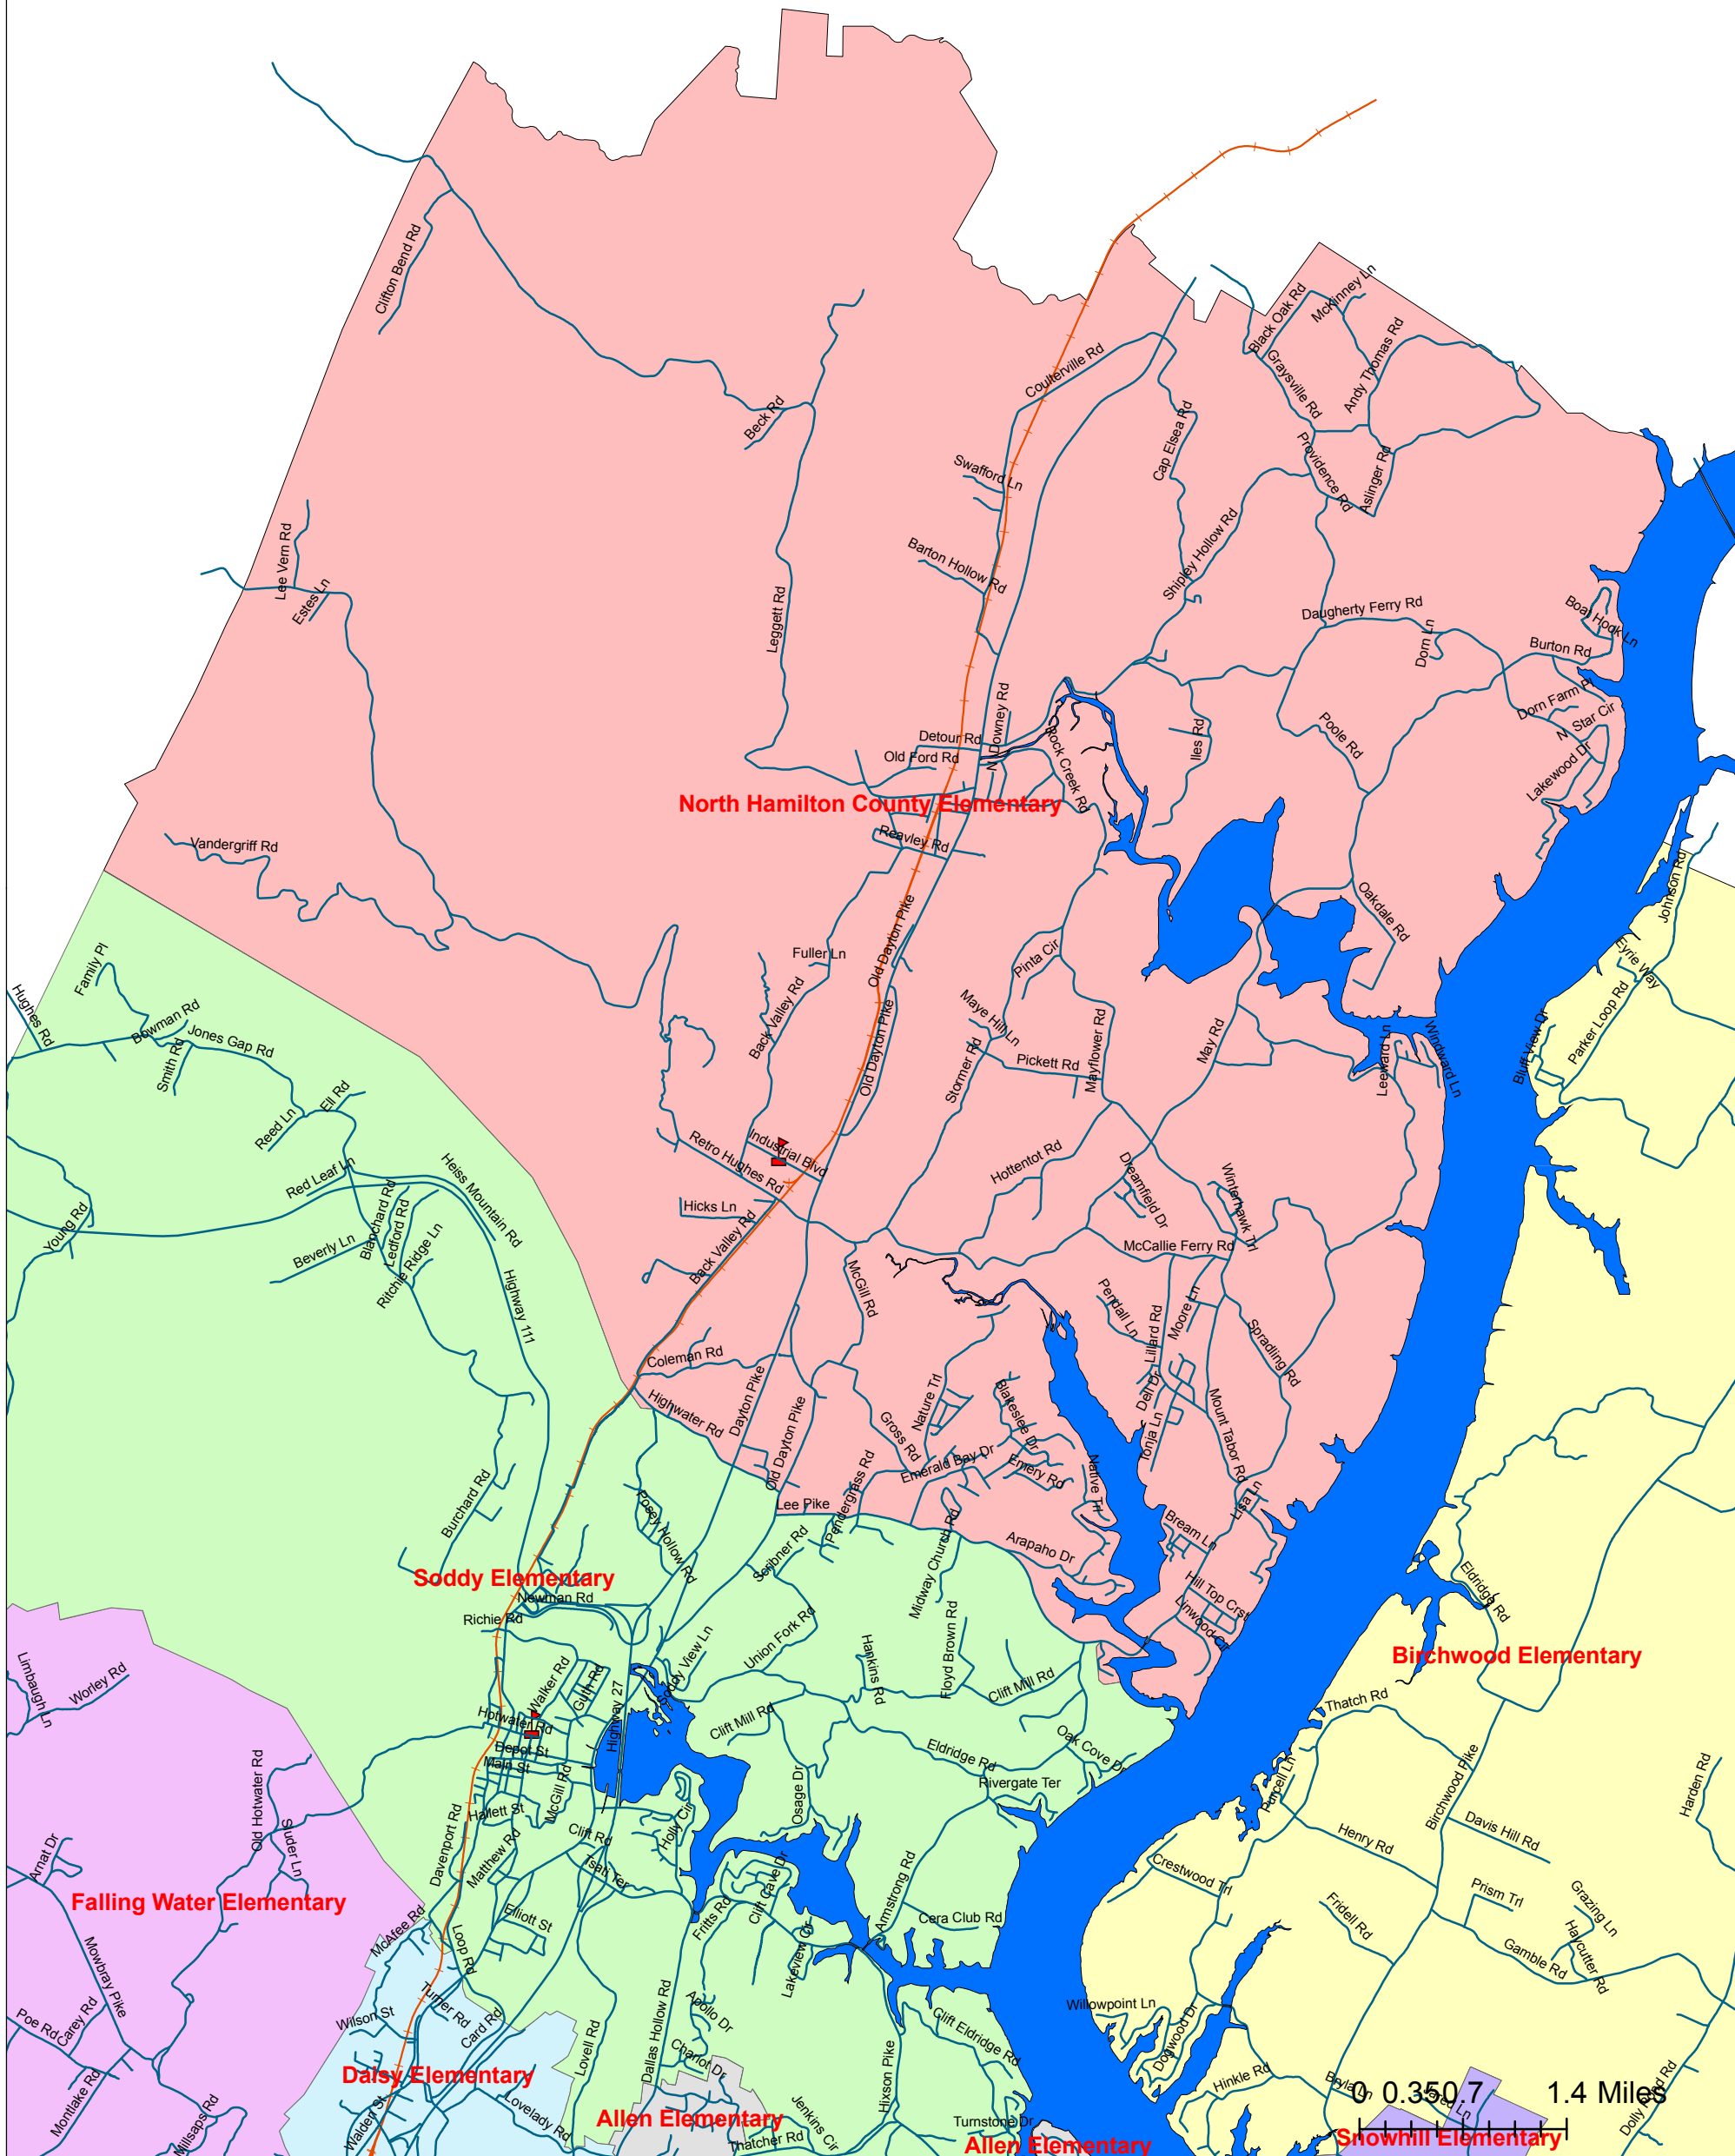 Clifton Bend Rd
Black Oak Rd
McKinney Ln
Graysville Rd
Andy Thomas Rd
Coulterville Rd
Beck Rd
Cap Elsea Rd
Swafford Ln
Providence Rd
Aslinger Rd
Lee Vern Rd
Estes Ln
Barton Hollow Rd
Shipley Hollow Rd
Leggett Rd
Daugherty Ferry Rd
Boat Hook Ln
Dorn Ln
Burton Rd
Dorn Farm Pl
N Star Cir
Lakewood Dr
N Downey Rd
Detour Rd
Old Ford Rd
Rock Creek Rd
Iles Rd
Poole Rd
North Hamilton County Elementary
Reavley Rd
Vandergriff Rd
Johnson Rd
Old Dayton Pike
Oakdale Rd
Fuller Ln
Pinta Cir
Eyrie Way
Family Pl
Hughes Rd
Bowman Rd
Jones Gap Rd
Smith Rd
Back Valley Rd
Old Dayton Pike
Maye Hill Ln
Stormer Rd
Pickett Rd
Mayflower Rd
May Rd
Leeward Ln
Windward Ln
Bluff View Dr
Parker Loop Rd
Ell Rd
Reed Ln
Red Leaf Ln
Heiss Mountain Rd
Industrial Blvd
Retro Hughes Rd
Hottentot Rd
Dreamfield Dr
Winterhawk Trl
Hicks Ln
Young Rd
Beverly Ln
Blanchard Rd
Ledford Rd
Ritchie Ridge Ln
Highway 111
Back Valley Rd
McCallie Ferry Rd
McGill Rd
Pendall Ln
Lillard Rd
Moore Ln
Spradling Rd
Coleman Rd
Highwater Rd
Dayton Pike
Old Dayton Pike
Gross Rd
Nature Trl
Blakeslee Dr
Dell Dr
Tonja Ln
Mount Tabor Rd
Emerald Bay Dr
Emery Rd
Native Trl
Burchard Rd
Posey Hollow Rd
Lee Pike
Pendergrass Rd
Lisa Ln
Bream Ln
Scribner Rd
Midway Church Rd
Arapaho Dr
Soddy Elementary
Newman Rd
Richie Rd
Hill Top Crst
Linwood Cir
Eldridge Rd
Birchwood Elementary
Limbaugh Ln
Worley Rd
Walker Rd
Guth Rd
Soddy View Ln
Union Fork Rd
Hankins Rd
Floyd Brown Rd
Clift Mill Rd
Clift Mill Rd
Highway 27
Hotwater Rd
Depot St
Main St
McGill Rd
Hallett St
Old Hotwater Rd
Studer Ln
Arnat Dr
Eldridge Rd
Oak Cove Dr
Rivergate Ter
Thatch Rd
Purcell Ln
Birchwood Pike
Harden Rd
Davis Hill Rd
Henry Rd
Osage Dr
Holly Cir
Clift Rd
Tsati Ter
Davenport Rd
Matthew Rd
Elliott St
Falling Water Elementary
Crestwood Trl
Prism Trl
Grazing Ln
Fridell Rd
Haycutter Rd
Gamble Rd
Armstrong Rd
Cera Club Rd
Fritts Rd
Clift Cave Dr
Lakeview Cir
McAfee Rd
Loop Rd
Mowbray Pike
Poe Rd
Carey Rd
Montlake Rd
Millsaps Rd
Wilson St
Turner Rd
Card Rd
Daisy Elementary
Walden St
Lovelady Rd
Lovell Rd
Dallas Hollow Rd
Apollo Dr
Chariot Dr
Allen Elementary
Thatcher Rd
Jenkins Cir
Hixson Pike
Clift Eldridge Rd
Turnstone Dr
Allen Elementary
Willowpoint Ln
Dogwood Dr
Hinkle Rd
Bryla Ln
Dolly Pond Rd
Snowhill Elementary
0 0.35 0.7 1.4 Miles